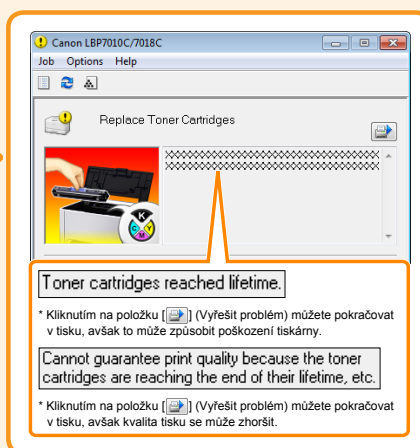 Canon LBP7010C/7018C
Job Options Help
Replace Toner Cartridges
XXXXXXXXXXXXXXXXXXXXXXXXXXXXXXXX
XXXXXXXXXXXXXXXXXXXXXXXXXXXXXXXX
K
C Y
M
Toner cartridges reached lifetime.
* Kliknutím na položku [ ] (Vyřešit problém) můžete pokračovat
v tisku, avšak to může způsobit poškození tiskárny.
Cannot guarantee print quality because the toner
cartridges are reaching the end of their lifetime, etc.
* Kliknutím na položku [ ] (Vyřešit problém) můžete pokračovat
v tisku, avšak kvalita tisku se může zhoršit.